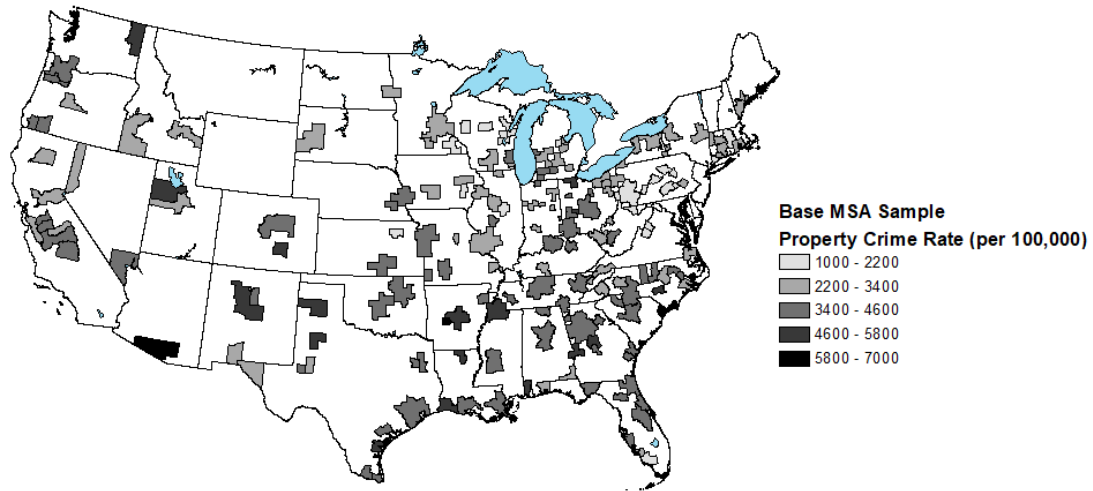 Base MSA Sample
Property Crime Rate (per 100,000)
1000 - 2200
2200 - 3400
3400 - 4600
4600 - 5800
5800 - 7000